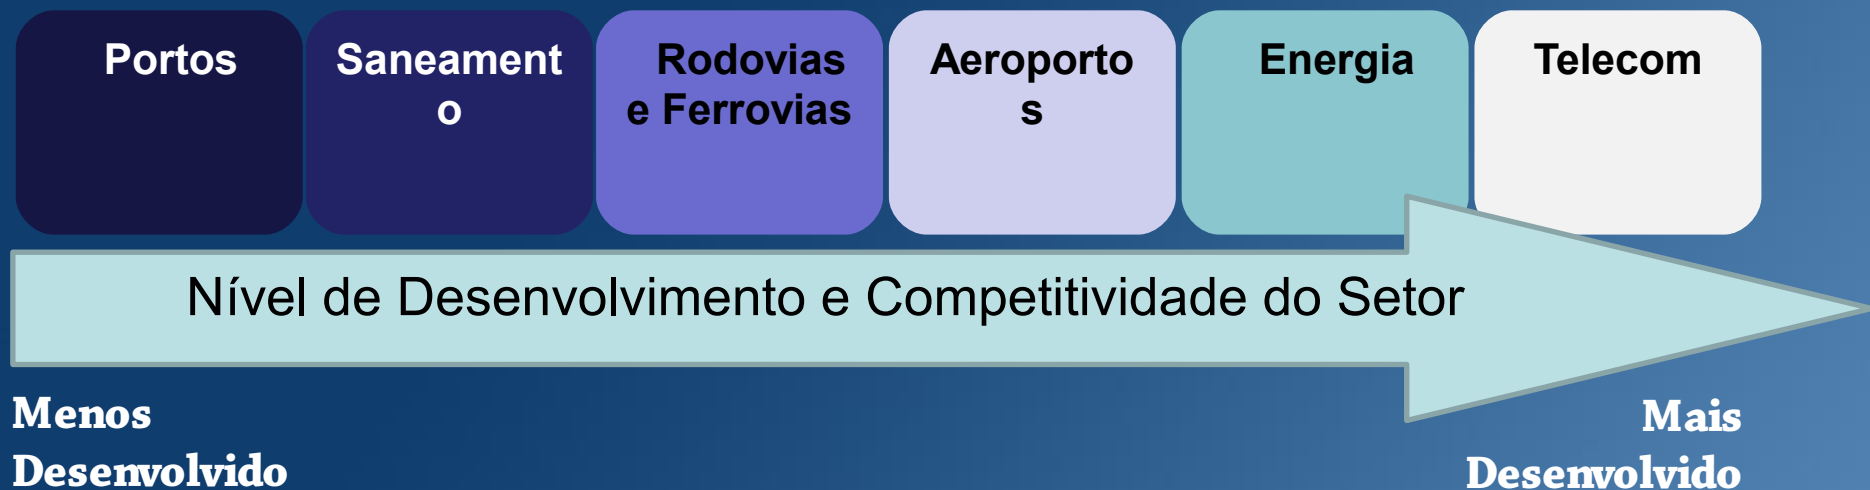 Portos
Saneament
o
Rodovias
e Ferrovias
Aeroporto
s
Energia
Telecom
Nível de Desenvolvimento e Competitividade do Setor
Menos
Desenvolvido
Mais
Desenvolvido